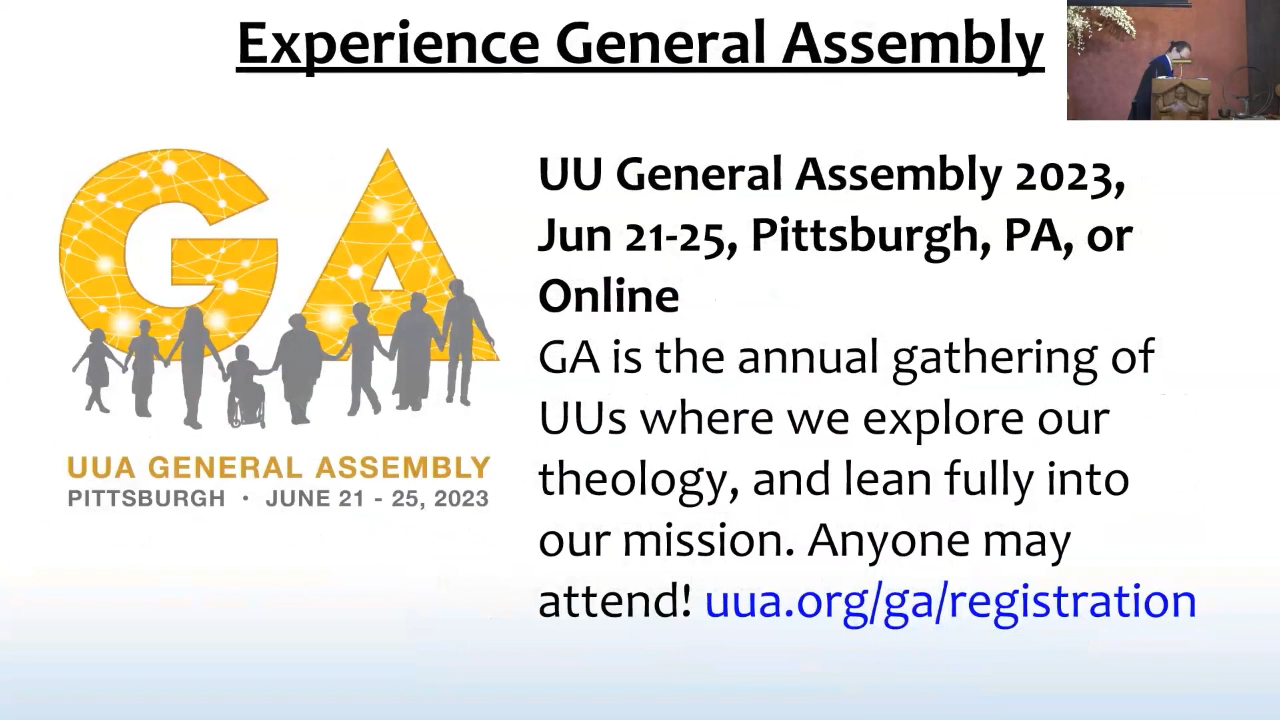 Experience General Assembly
GA
UUA GENERAL ASSEMBLY
PITTSBURGH • JUNE 21 - 25, 2023
UU General Assembly 2023,
Jun 21-25, Pittsburgh, PA, or
Online
GA is the annual gathering of
UUs where we explore our
theology, and lean fully into
our mission. Anyone may
attend! uua.org/ga/registration